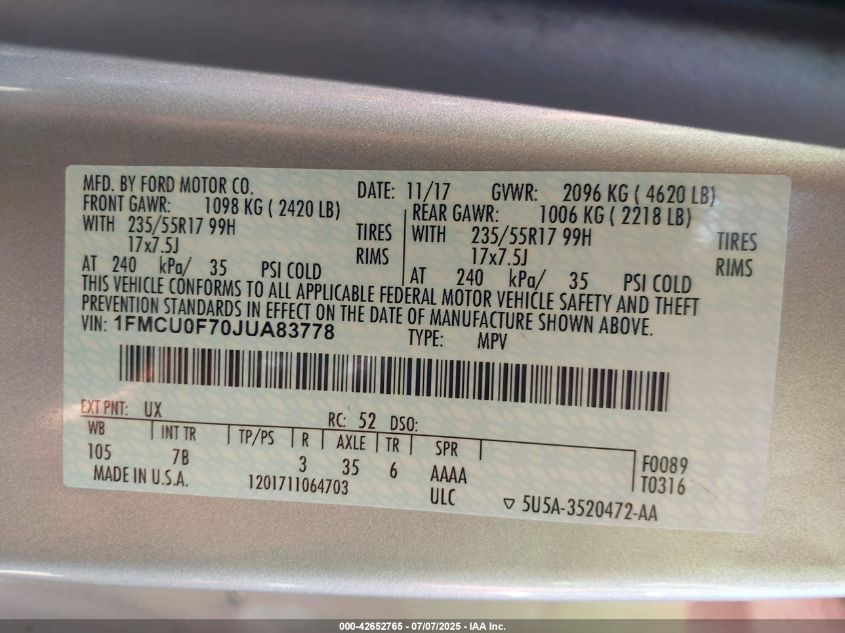 MFD. BY FORD MOTOR CO. DATE: 11/17 GVWR: 2096 KG ( 4620 LB)
FRONT GAWR: 1098 KG ( 2420 LB) REAR GAWR: 1006 KG ( 2218 LB)
WITH 235/55R17 99H TIRES WITH 235/55R17 99H TIRES
17x7.5J RIMS 17x7.5J RIMS
AT 240 kPa/ 35 PSI COLD AT 240 kPa/ 35 PSI COLD
THIS VEHICLE CONFORMS TO ALL APPLICABLE FEDERAL MOTOR VEHICLE SAFETY AND THEFT
PREVENTION STANDARDS IN EFFECT ON THE DATE OF MANUFACTURE SHOWN ABOVE.
VIN: 1FMCU0F70JUA83778 TYPE: MPV
EXT PNT: UX RC: 52 DSO:
WB INT TR TP/PS R AXLE TR SPR
105 7B 3 35 6 AAAA F0089
MADE IN U.S.A. 1201711064703 ULC T0316
▽ 5U5A-3520472-AA
000-42652765 - 07/07/2025 - IAA Inc.